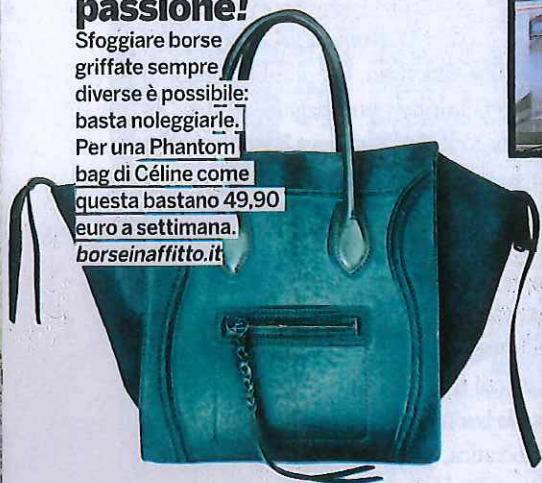 passione!
Sfoggiare borse
griffate sempre
diverse è possibile:
basta noleggiarle.
Per una Phantom
bag di Céline come
questa bastano 49,90
euro a settimana.
borseinaffitto.it